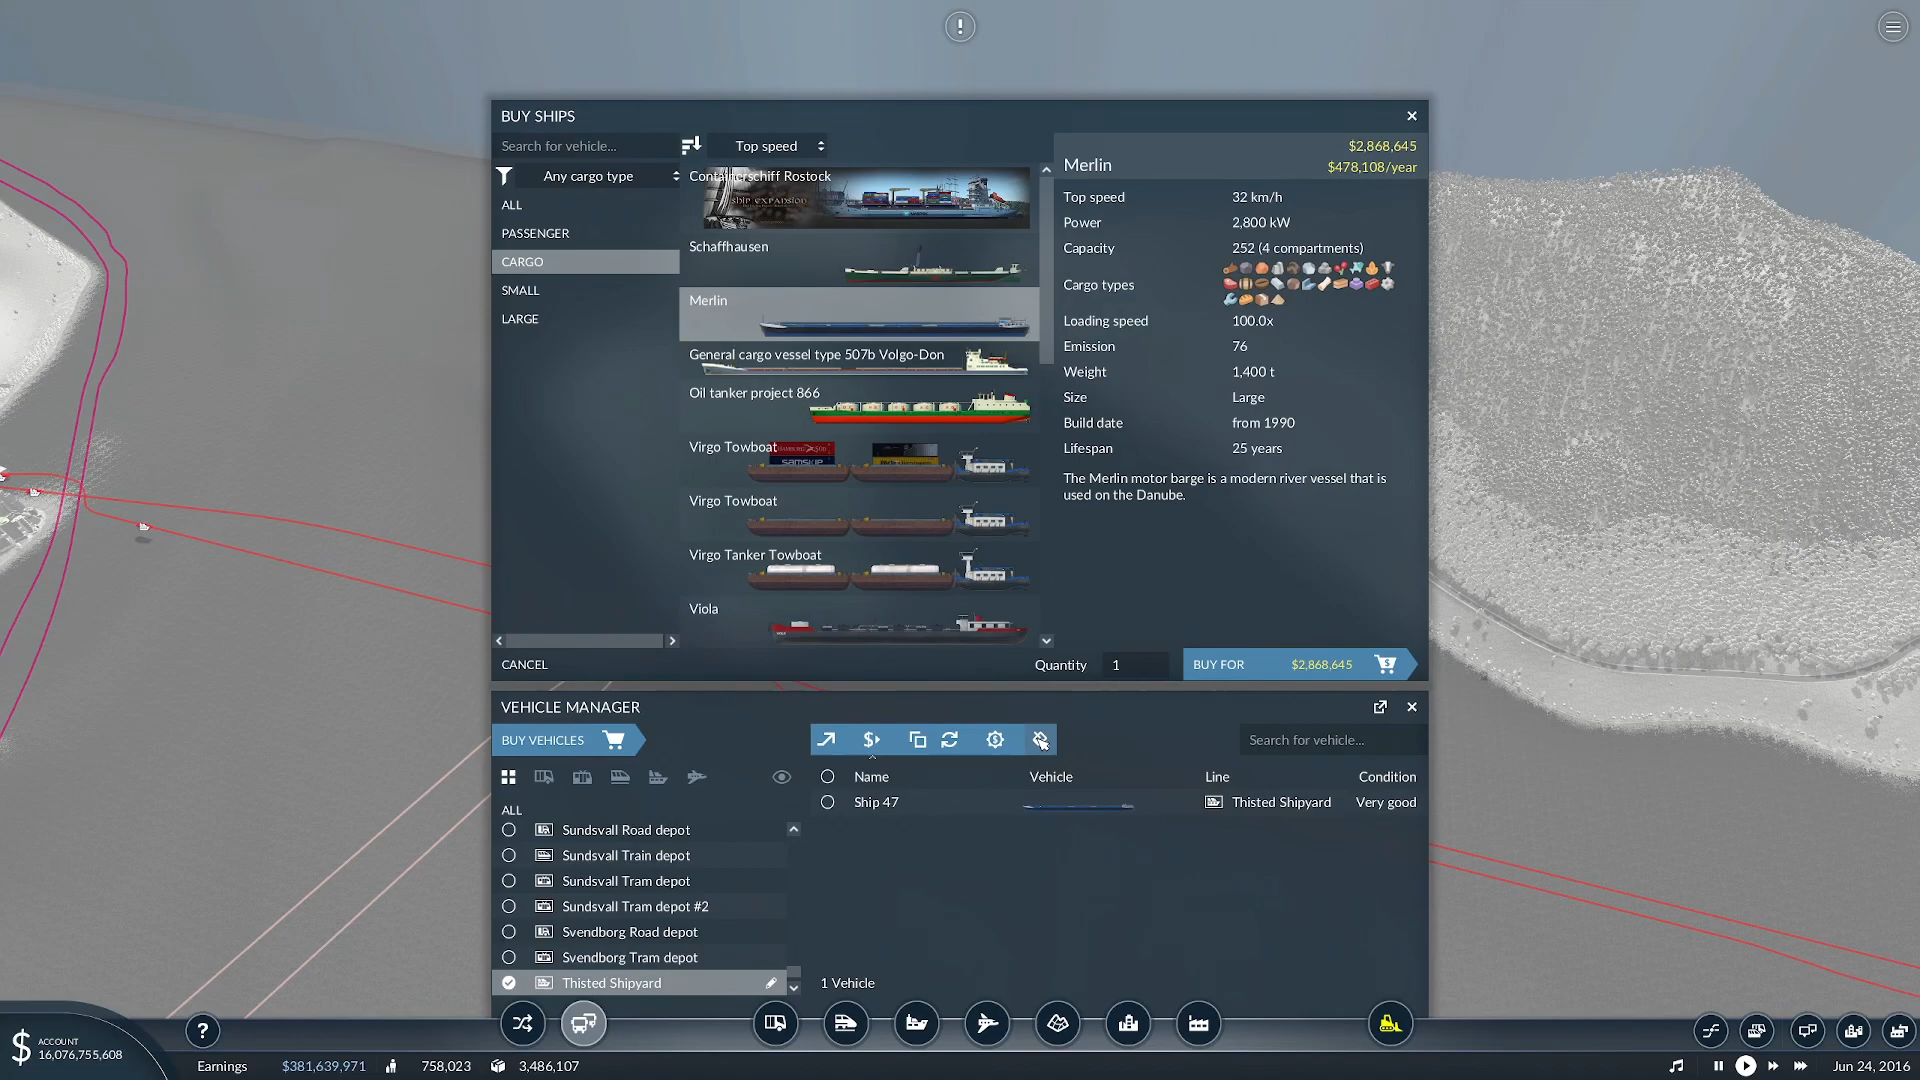 BUY SHIPS
Search for vehicle...
Top speed
Any cargo type
ALL
PASSENGER
CARGO
SMALL
LARGE
Containerschiff Rostock
ship expansion
Schaffhausen
Merlin
General cargo vessel type 507b Volgo-Don
Oil tanker project 866
Virgo Towboat
SAMSKIP
Virgo Towboat
Virgo Tanker Towboat
Viola
Merlin
$2,868,645
$478,108/year
Top speed 32 km/h
Power 2,800 kW
Capacity 252 (4 compartments)
Cargo types
Loading speed 100.0x
Emission 76
Weight 1,400 t
Size Large
Build date from 1990
Lifespan 25 years
The Merlin motor barge is a modern river vessel that is
used on the Danube.
CANCEL
Quantity 1
BUY FOR $2,868,645
VEHICLE MANAGER
BUY VEHICLES
Search for vehicle...
Name Vehicle Line Condition
Ship 47 Thisted Shipyard Very good
ALL
Sundsvall Road depot
Sundsvall Train depot
Sundsvall Tram depot
Sundsvall Tram depot #2
Svendborg Road depot
Svendborg Tram depot
Thisted Shipyard
1 Vehicle
ACCOUNT
16,076,755,608
Earnings $381,639,971 758,023 3,486,107
Jun 24, 2016